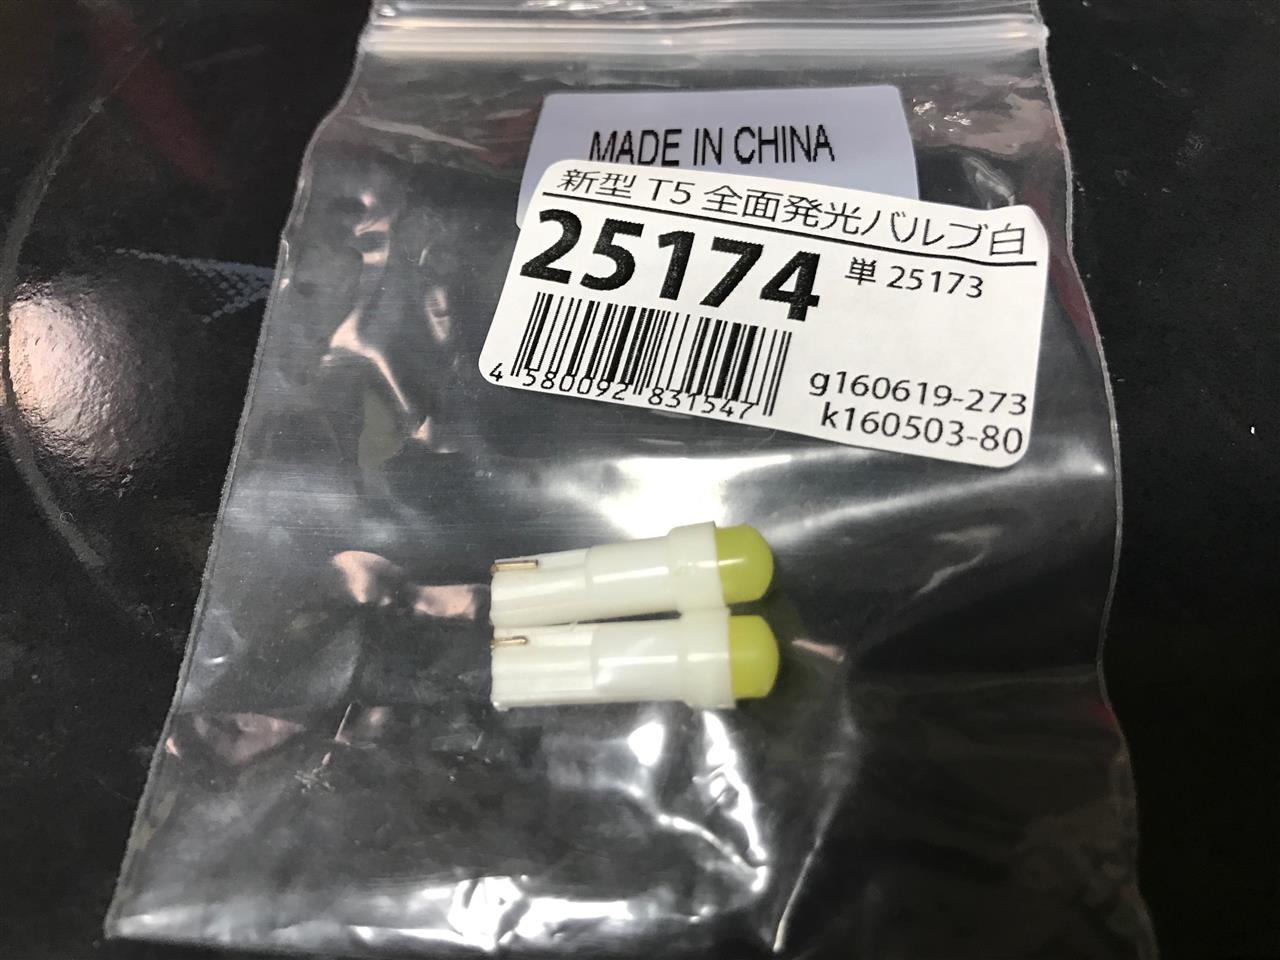 MADE IN CHINA
新型 T5 全面発光バルブ白
25174
単 25173
4 580092 831547
g160619-273
k160503-80